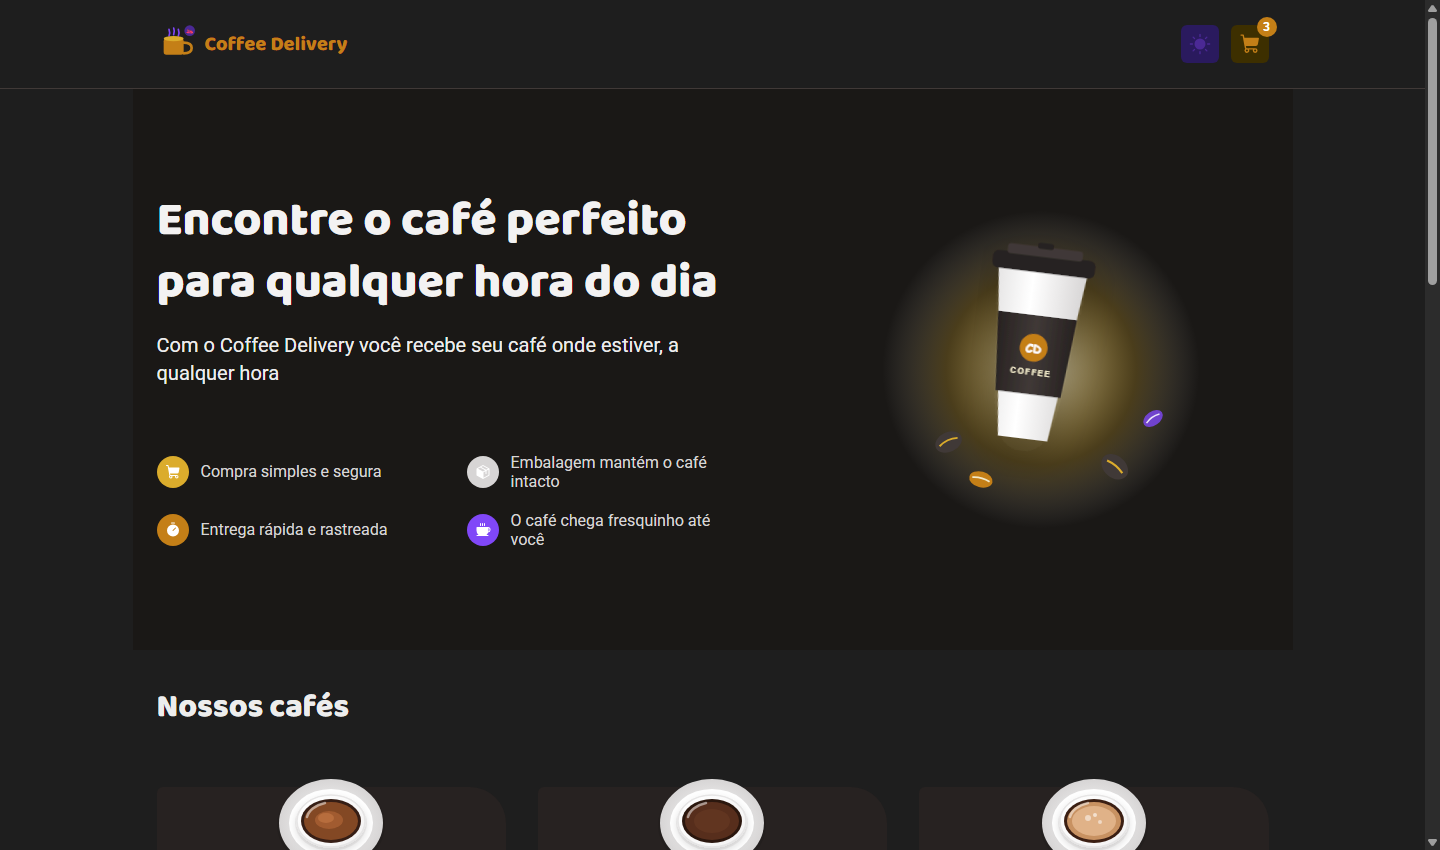 Coffee Delivery
3
Encontre o café perfeito
para qualquer hora do dia
Com o Coffee Delivery você recebe seu café onde estiver, a
qualquer hora
Compra simples e segura
Embalagem mantém o café
intacto
Entrega rápida e rastreada
O café chega fresquinho até
você
CD
COFFEE
Nossos cafés